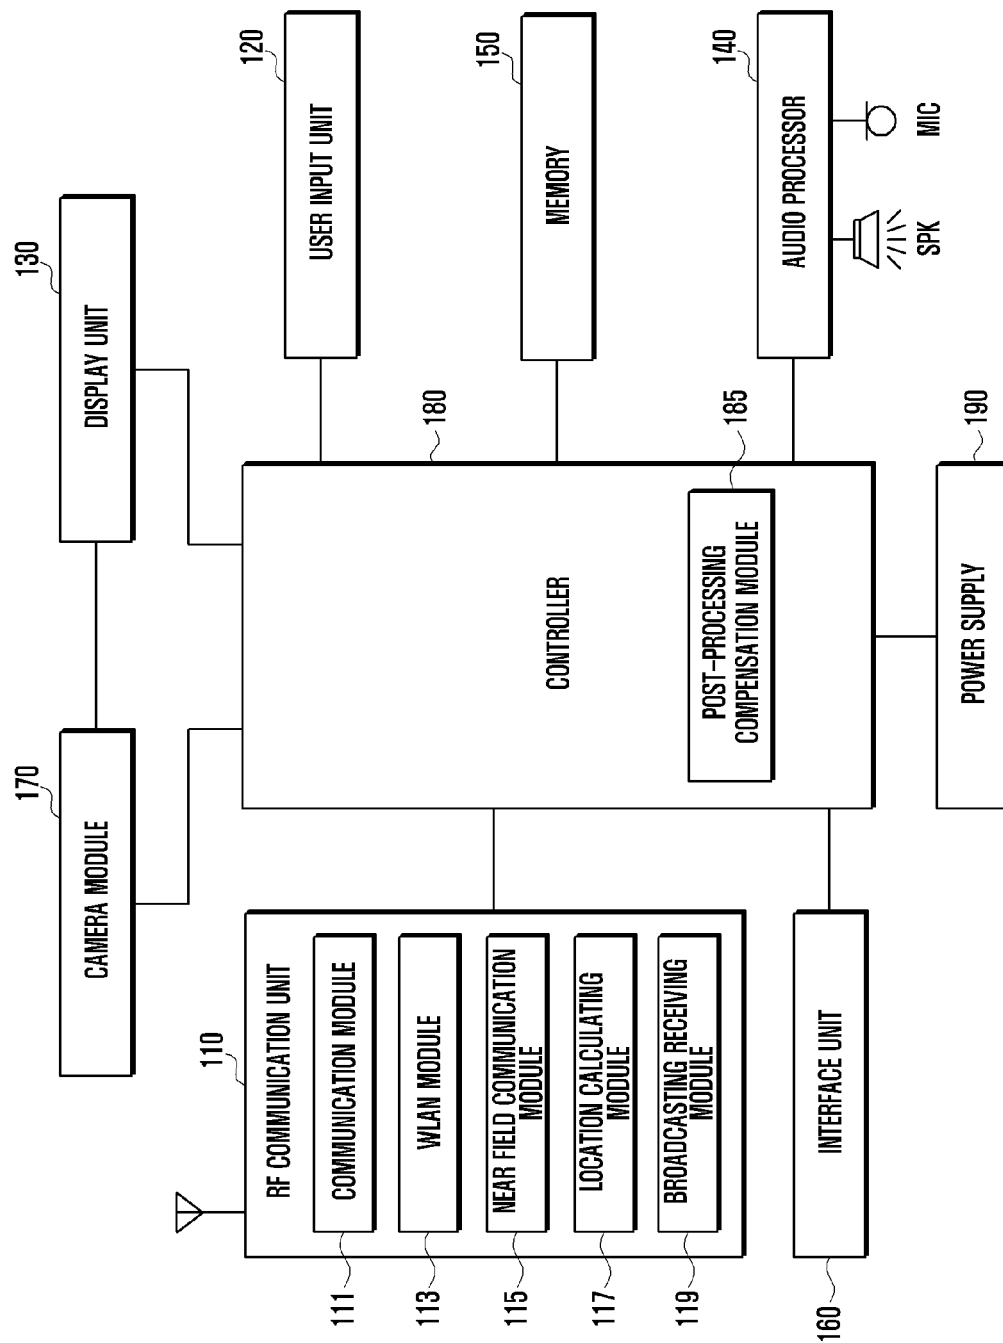 170
CAMERA MODULE
130
DISPLAY UNIT
110
RF COMMUNICATION UNIT
COMMUNICATION MODULE
111
WLAN MODULE
113
NEAR FIELD COMMUNICATION
MODULE
115
LOCATION CALCULATING
MODULE
117
BROADCASTING RECEIVING
MODULE
119
INTERFACE UNIT
160
180
CONTROLLER
185
POST-PROCESSING
COMPENSATION MODULE
190
POWER SUPPLY
120
USER INPUT UNIT
150
MEMORY
140
AUDIO PROCESSOR
SPK
MIC